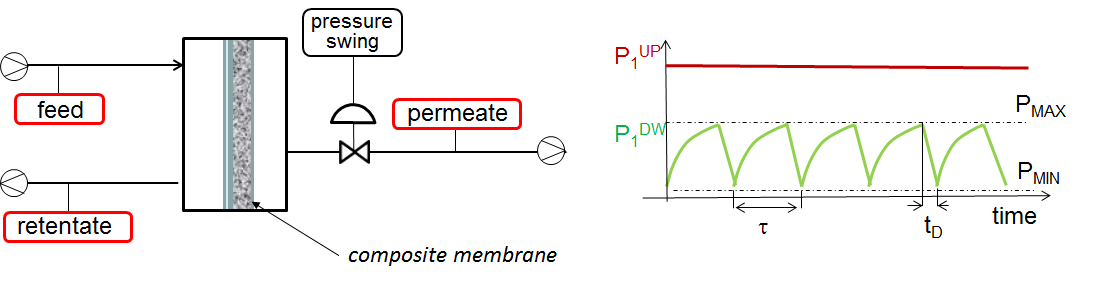 pressure
swing
feed
permeate
retentate
composite membrane
P₁ᵁᴾ
P₁ᴰᵂ
PMAX
PMIN
τ
tD
time